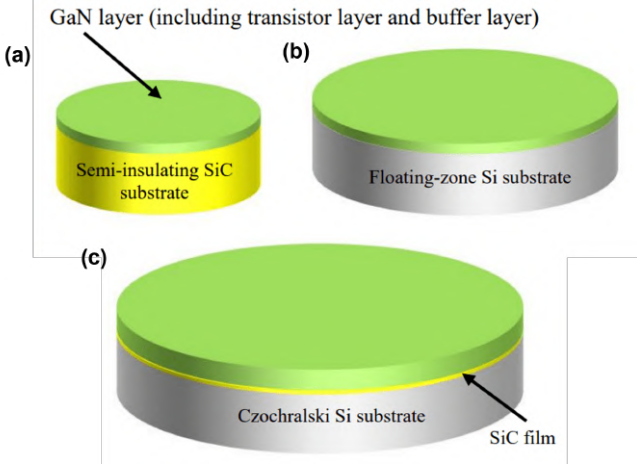 GaN layer (including transistor layer and buffer layer)
(a)
(b)
Semi-insulating SiC
substrate
Floating-zone Si substrate
(c)
Czochralski Si substrate
SiC film